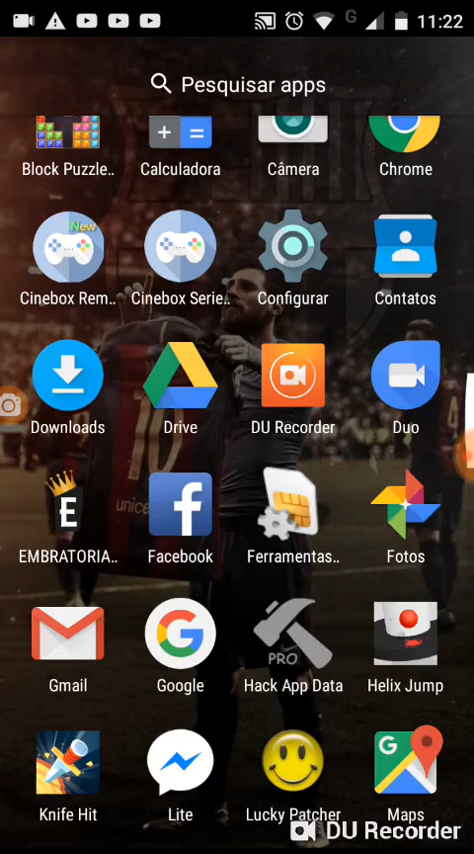 G 11:22
Pesquisar apps
Block Puzzle..
Calculadora
Câmera
Chrome
New
Cinebox Rem..
Cinebox Serie..
Configurar
Contatos
10
unice
Downloads
Drive
DU Recorder
Duo
E
EMBRATORIA..
Facebook
Ferramentas..
Fotos
PRO
Gmail
Google
Hack App Data
Helix Jump
G
Knife Hit
Lite
Lucky Patcher
Maps
DU Recorder